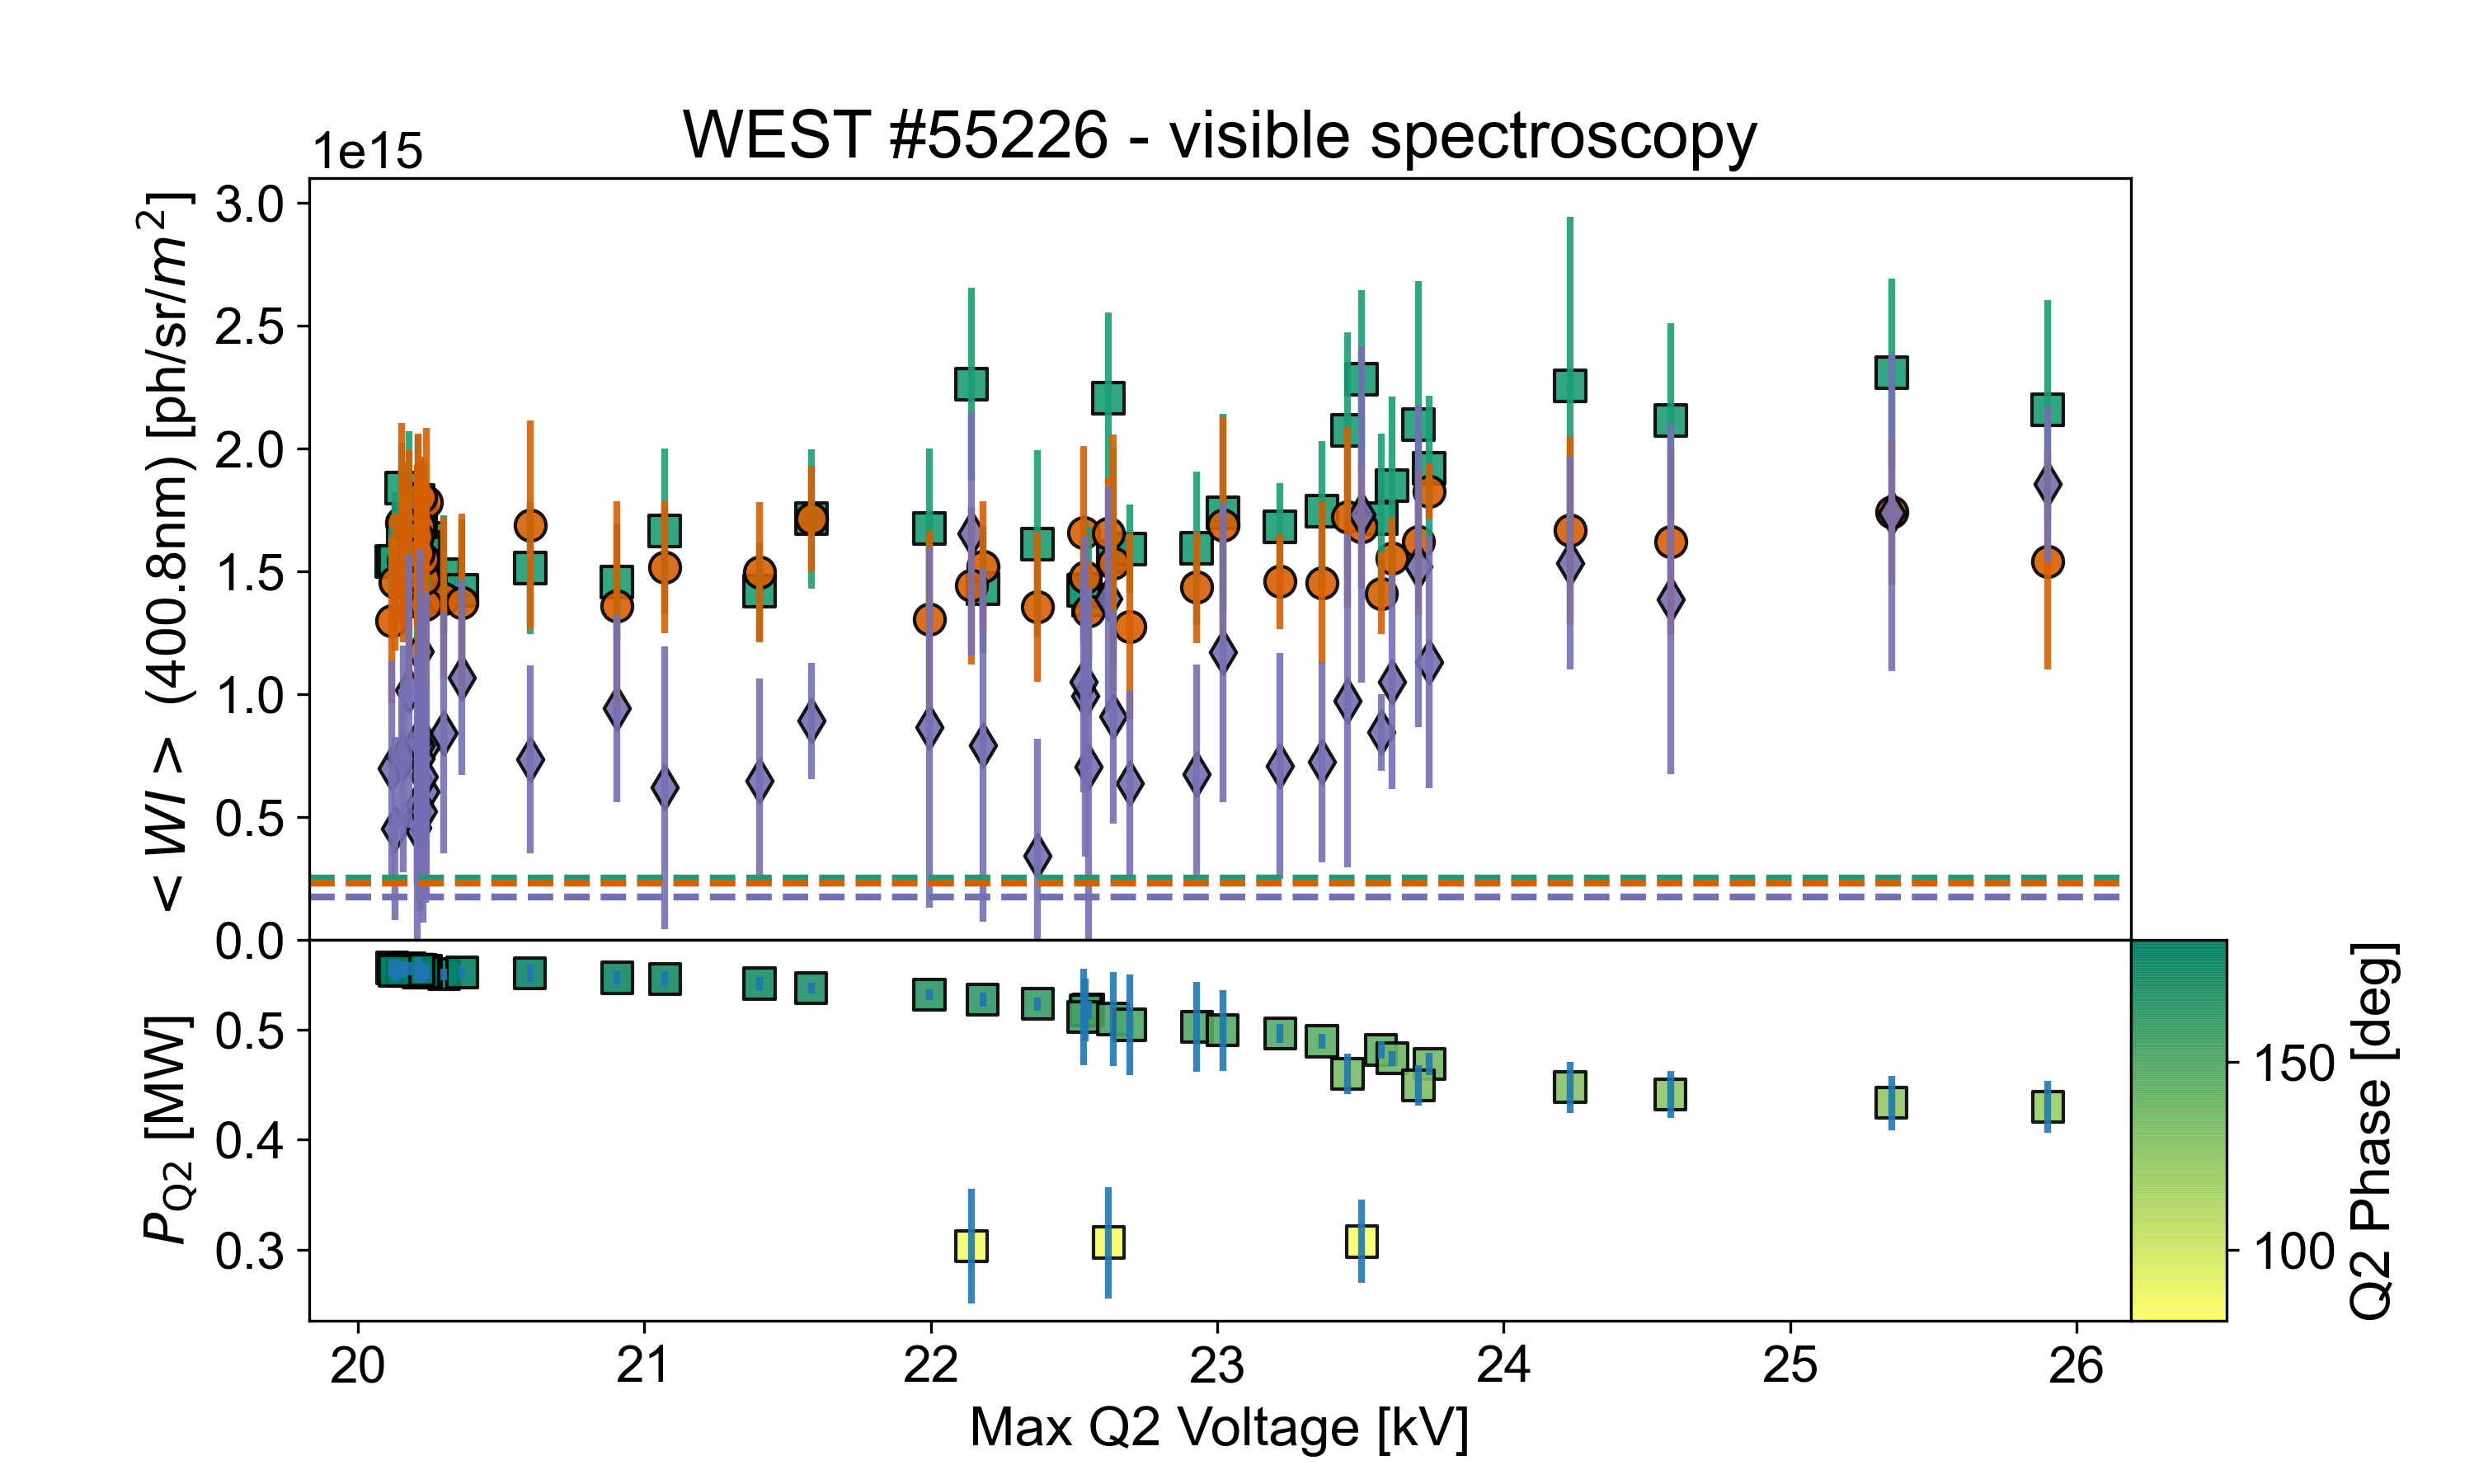 WEST #55226 - visible spectroscopy
1e15
< WI > (400.8nm) [ph/sr/m²]
3.0
2.5
2.0
1.5
1.0
0.5
0.0
P_Q2 [MW]
0.5
0.4
0.3
20 21 22 23 24 25 26
Max Q2 Voltage [kV]
150
100
Q2 Phase [deg]